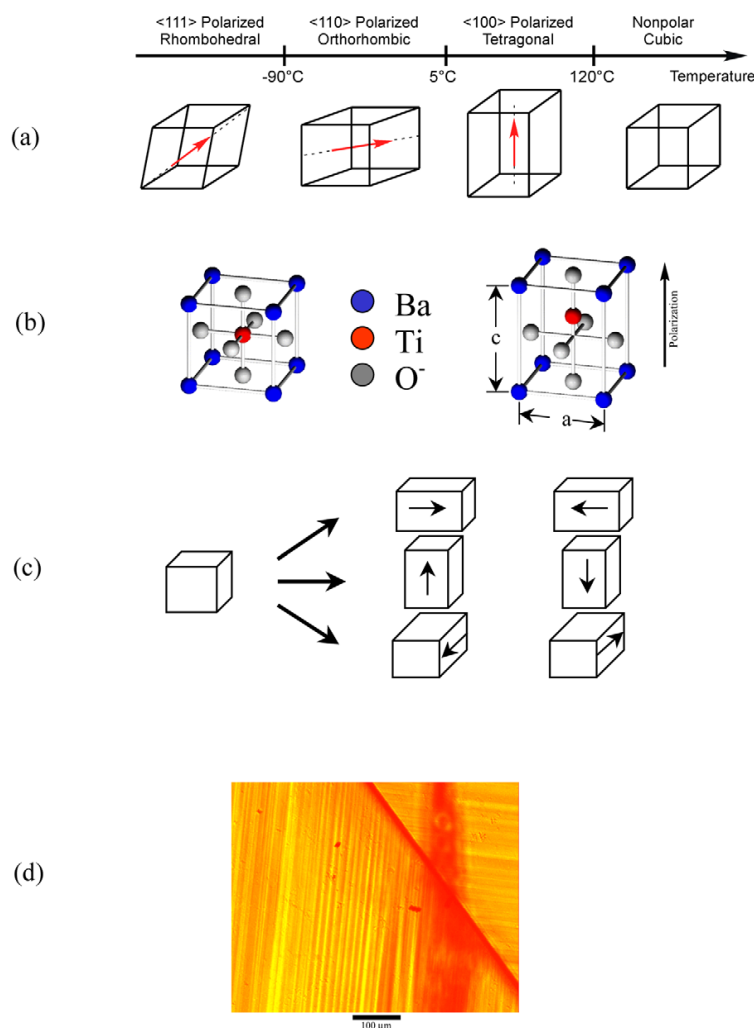 <111> Polarized
Rhombohedral
<110> Polarized
Orthorhombic
<100> Polarized
Tetragonal
Nonpolar
Cubic
-90°C
5°C
120°C
Temperature
(a)
(b)
Ba
Ti
O-
c
a
Polarization
(c)
(d)
100 µm